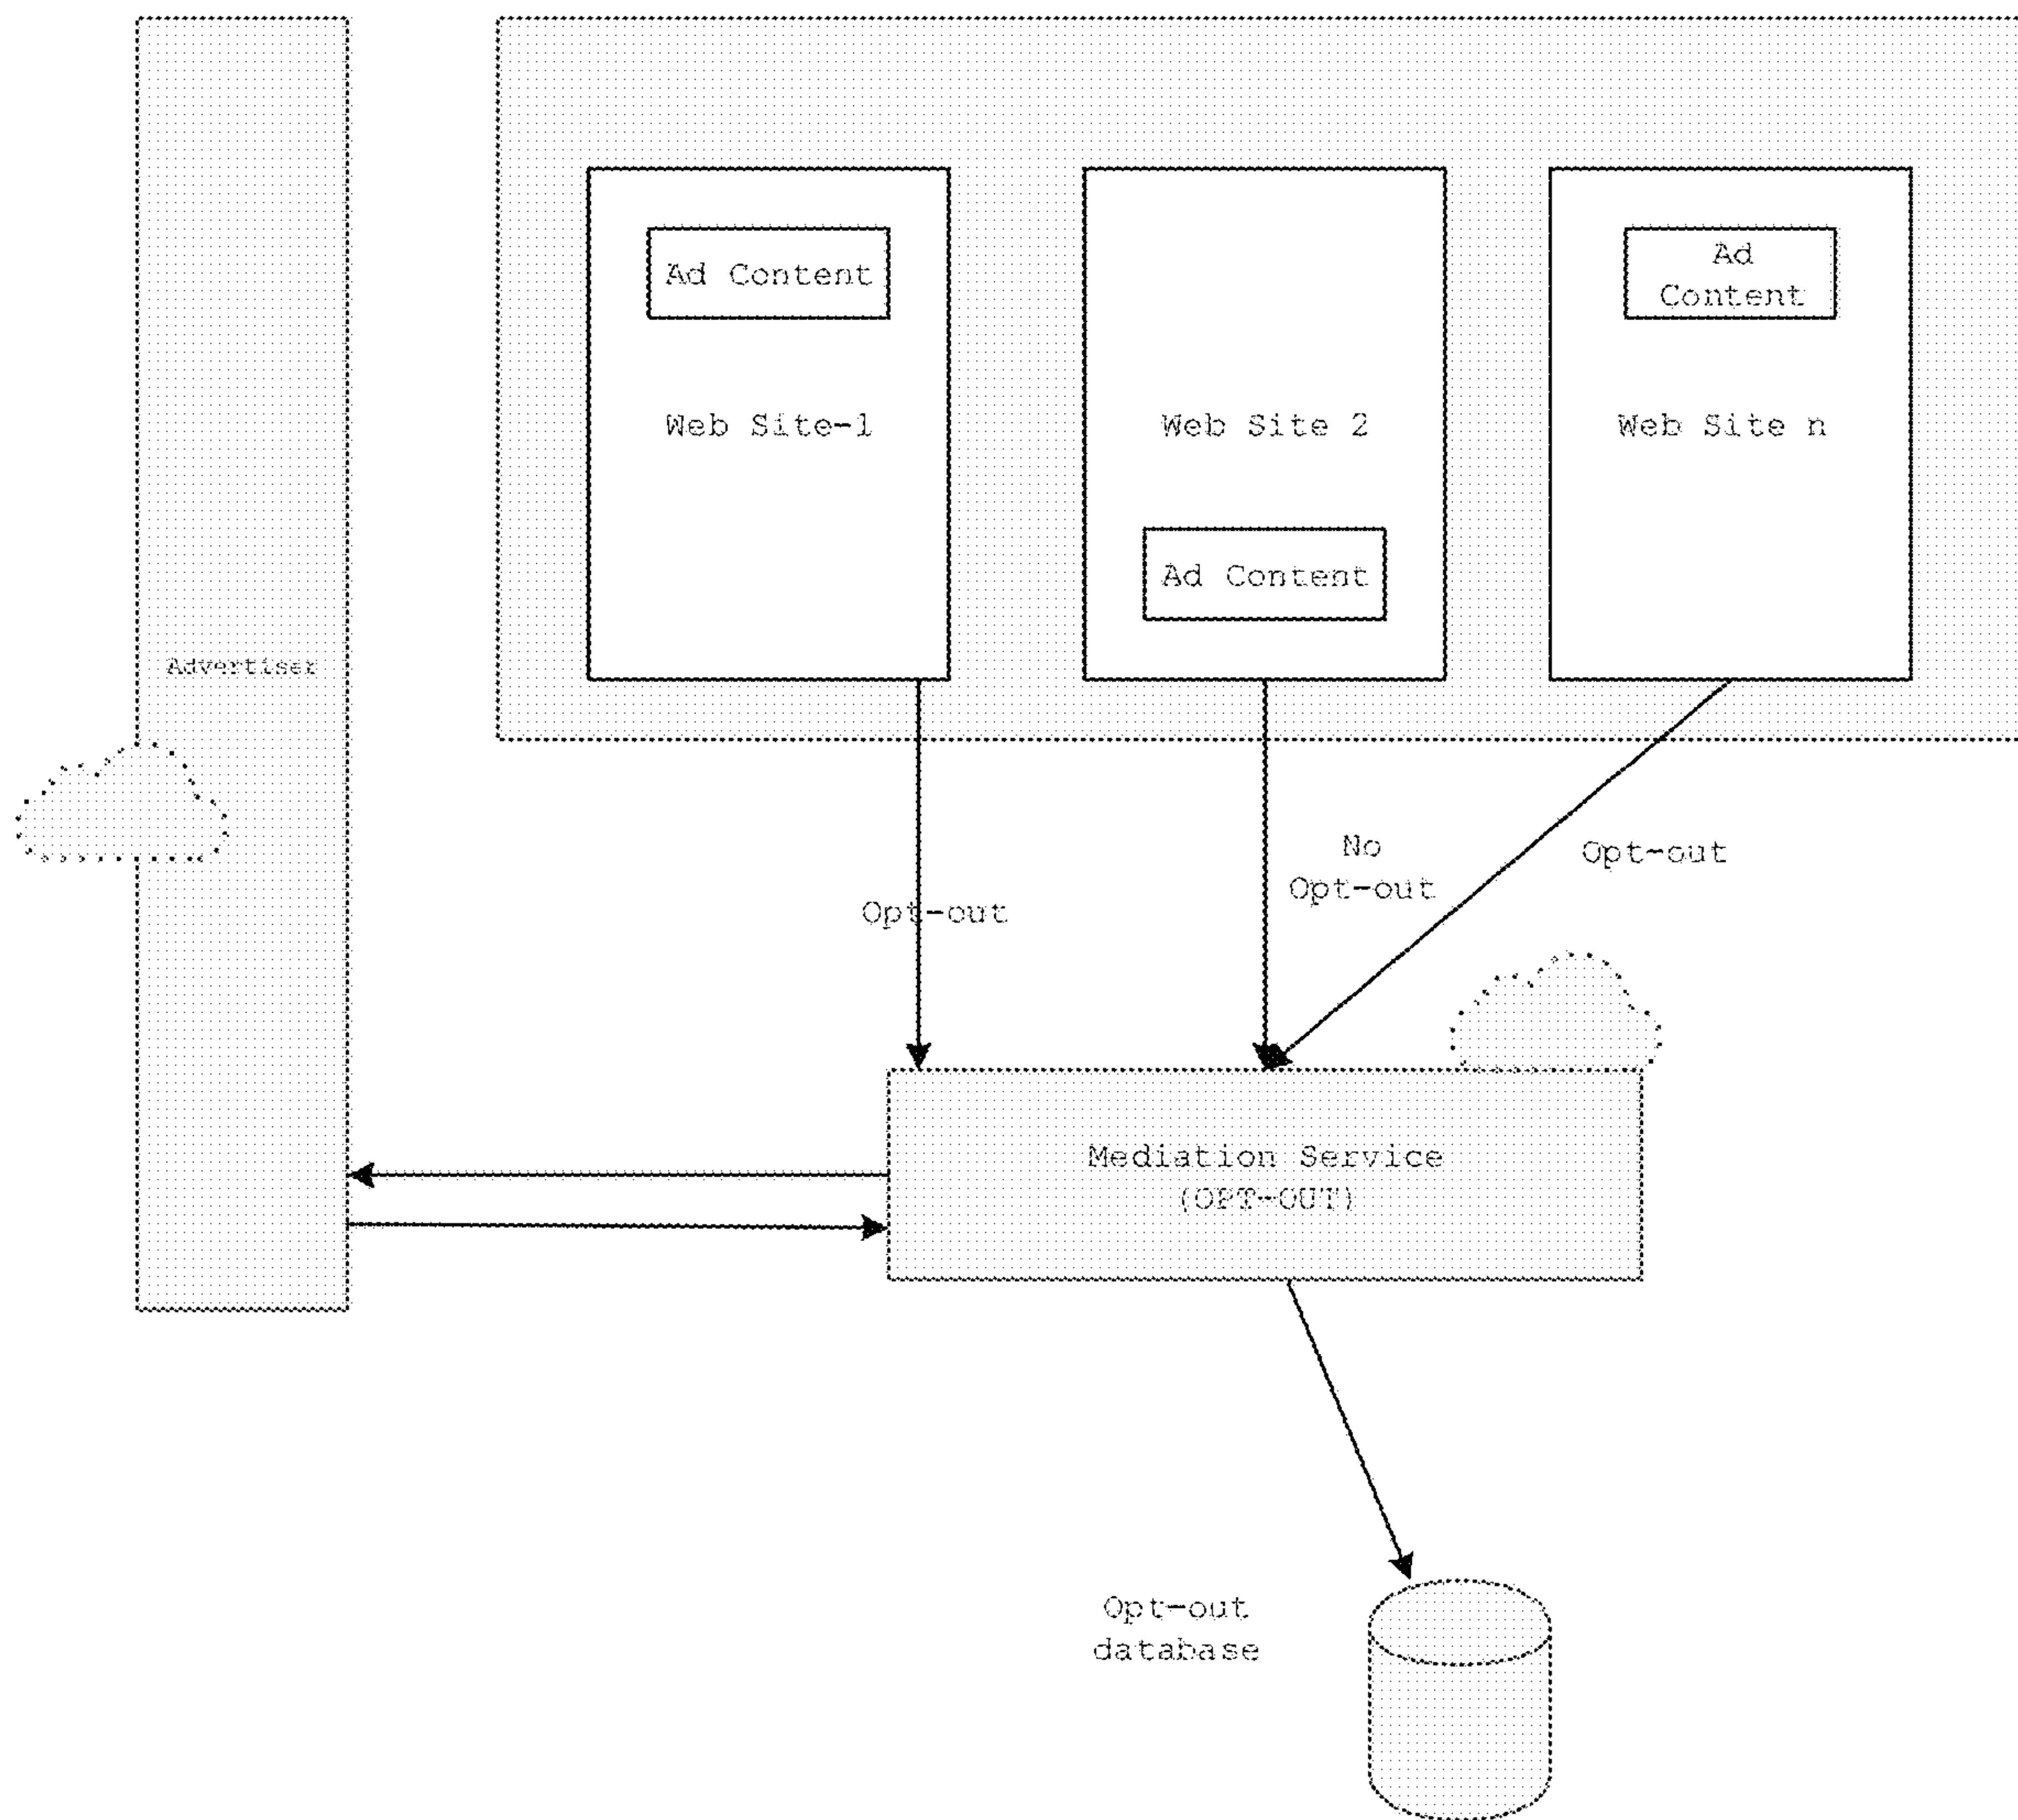 Ad Content
Ad
Content
Web Site-1
Web Site 2
Web Site n
Ad Content
Advertiser
No
Opt-out
Opt-out
Opt-out
Mediation Service
(OPT-OUT)
Opt-out
database